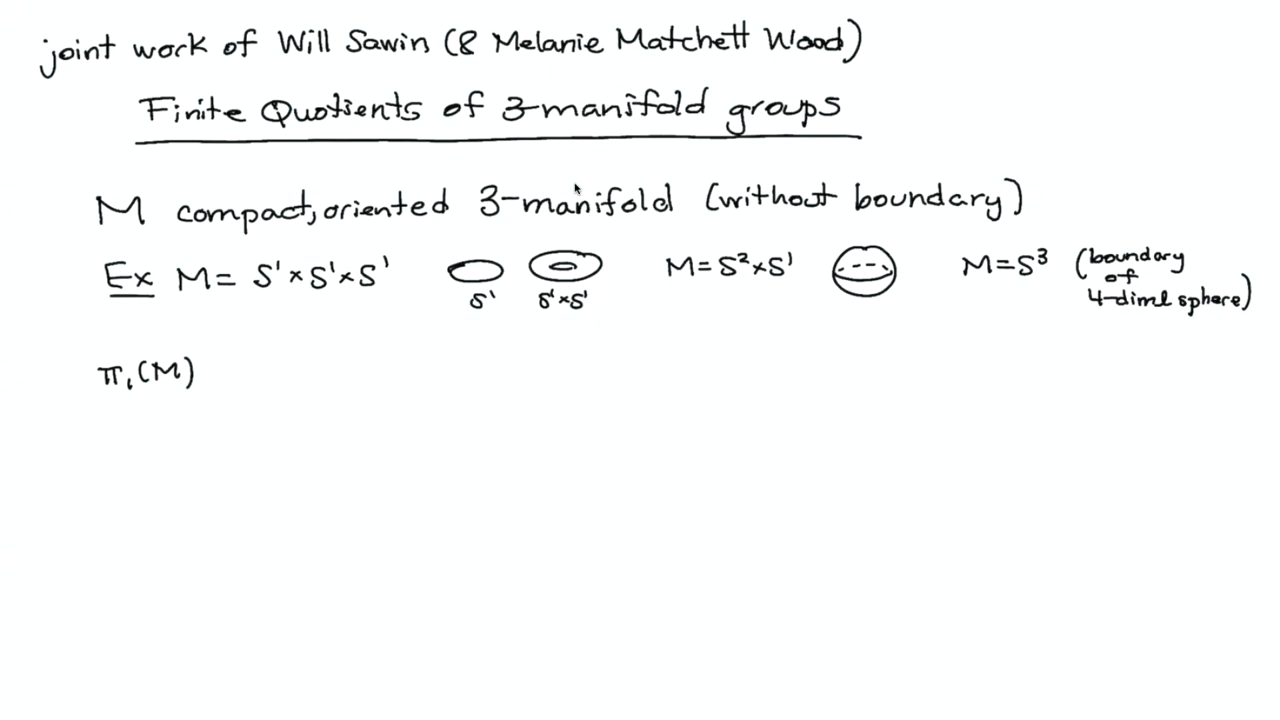 joint work of Will Sawin (& Melanie Matchett Wood)
Finite Quotients of 3-manifold groups
M compact, oriented 3-manifold (without boundary)
Ex M = S¹ × S¹ × S¹ S¹ S¹×S¹ M = S² × S¹ M = S³ (boundary of 4-diml sphere)
π₁(M)